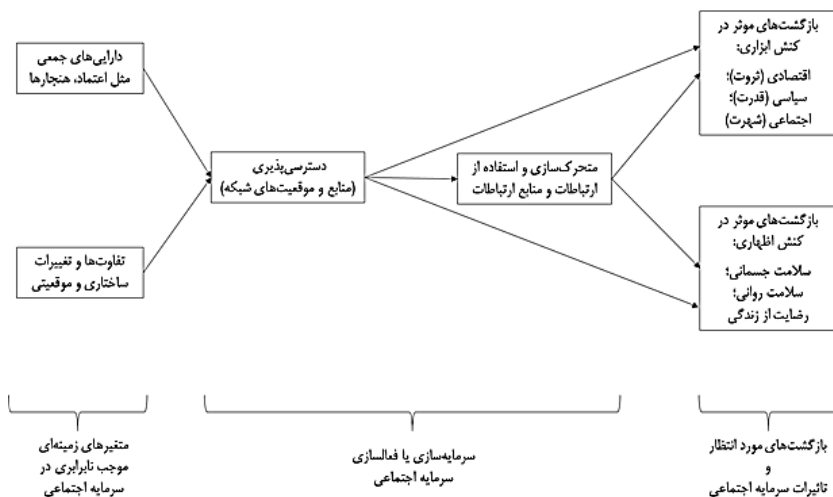 دارایی‌های جمعی
مثل اعتماد، هنجارها
تفاوت‌ها و تغییرات
ساختاری و موقعیتی
دسترسی‌پذیری
(منابع و موقعیت‌های شبکه)
متحرک‌سازی و استفاده از
ارتباطات و منابع ارتباطات
بازگشت‌های موثر در
کنش ابزاری:
اقتصادی (ثروت)؛
سیاسی (قدرت)؛
اجتماعی (شهرت)
بازگشت‌های موثر در
کنش اظهاری:
سلامت جسمانی؛
سلامت روانی؛
رضایت از زندگی
متغیرهای زمینه‌ای
موجب نابرابری در
سرمایه اجتماعی
سرمایه‌سازی یا فعالسازی
سرمایه اجتماعی
بازگشت‌های مورد انتظار
و
تاثیرات سرمایه اجتماعی